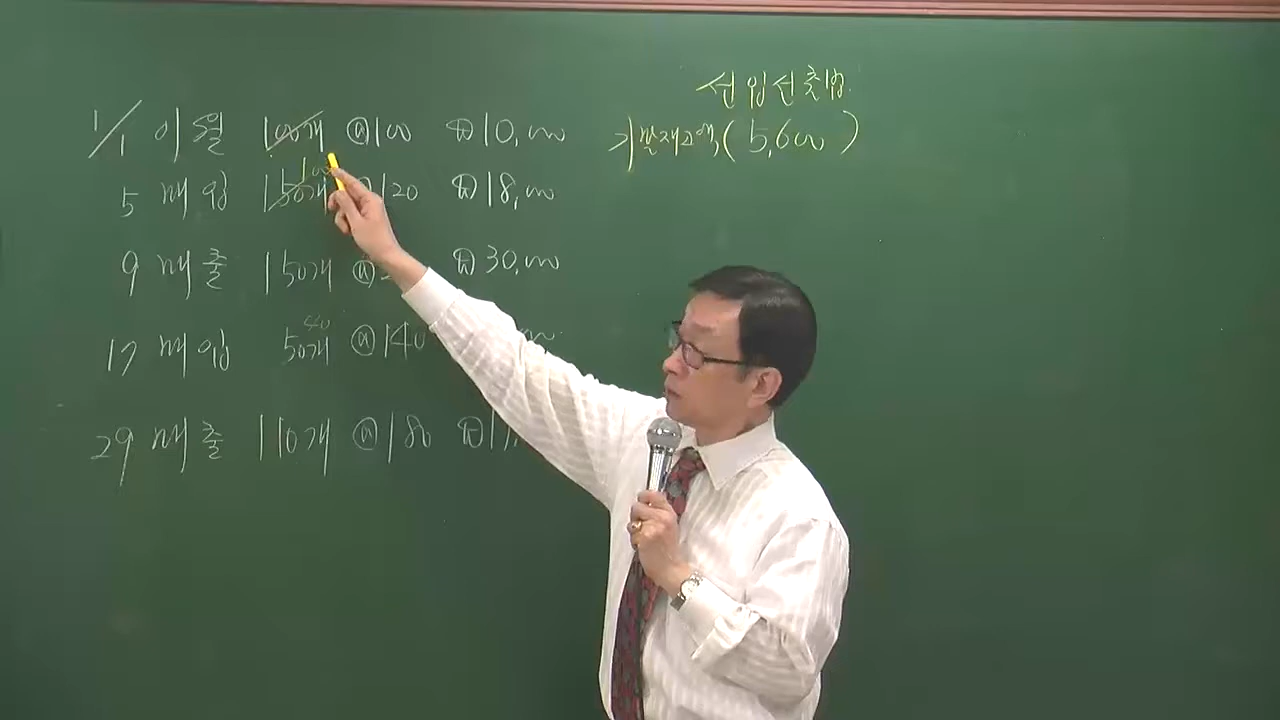 선입선출법
1/1 이월 100개 @100 ₩10,000
기말재고액 (5,600)
100
5 매입 150개 @120 ₩18,000
9 매출 150개 @ ₩30,000
40
17 매입 50개 @140
29 매출 110개 @180 ₩1